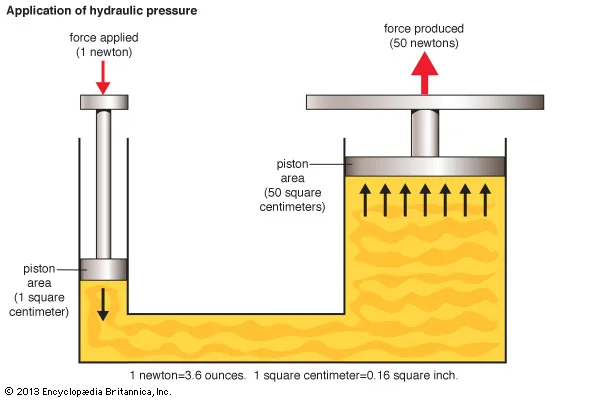 Application of hydraulic pressure
force applied
(1 newton)
force produced
(50 newtons)
piston
area
(50 square
centimeters)
piston
area
(1 square
centimeter)
1 newton=3.6 ounces.  1 square centimeter=0.16 square inch.
© 2013 Encyclopædia Britannica, Inc.